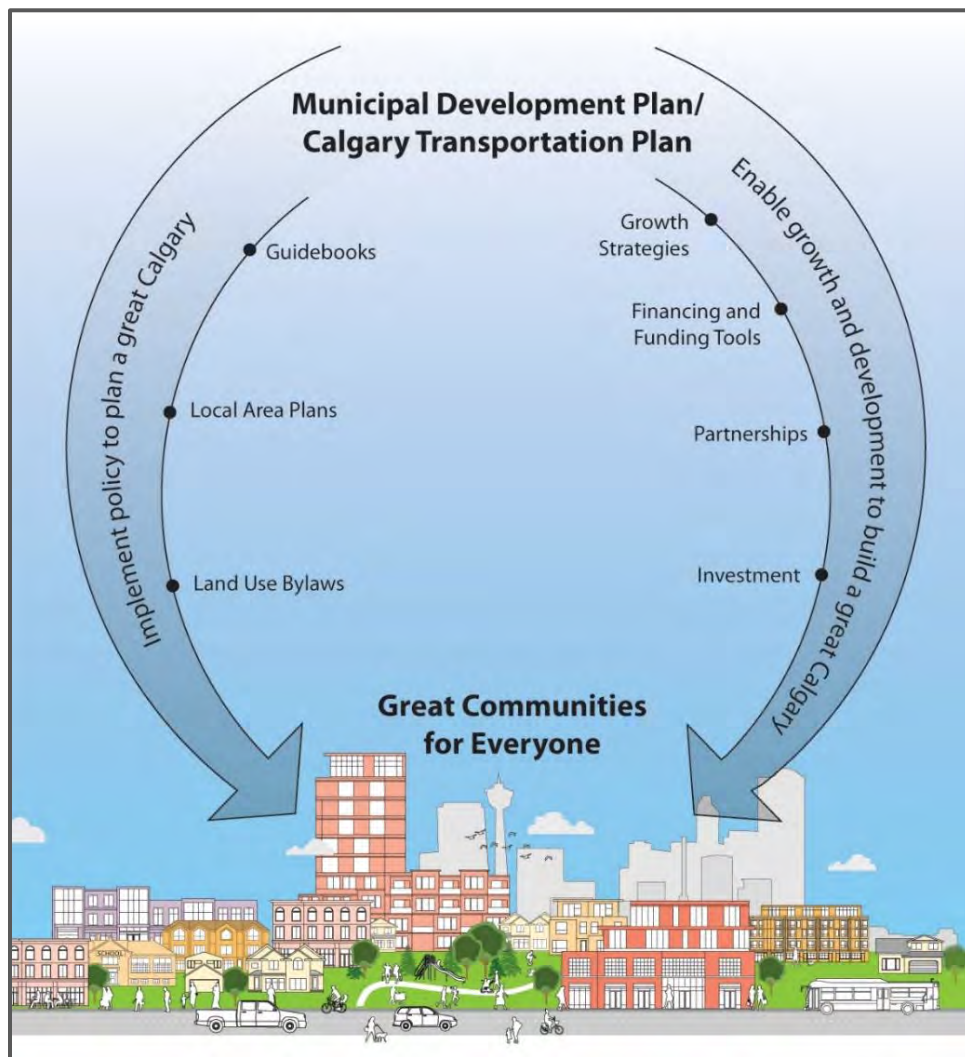 Municipal Development Plan/
Calgary Transportation Plan
Implement policy to plan a great Calgary
Guidebooks
Local Area Plans
Land Use Bylaws
Enable growth and development to build a great Calgary
Growth
Strategies
Financing and
Funding Tools
Partnerships
Investment
Great Communities
for Everyone
SCHOOL